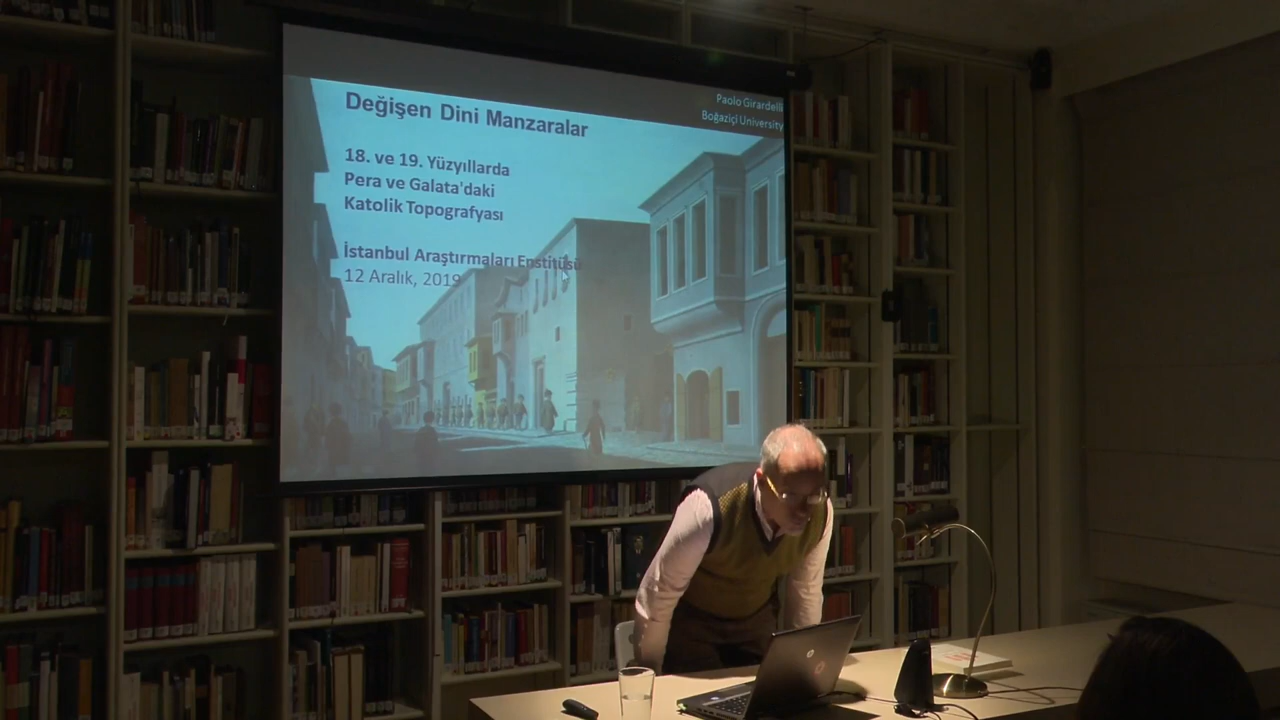 Paolo Girardelli
Boğaziçi University
Değişen Dini Manzaralar
18. ve 19. Yüzyıllarda
Pera ve Galata'daki
Katolik Topografyası
İstanbul Araştırmaları Enstitüsü
12 Aralık, 2019